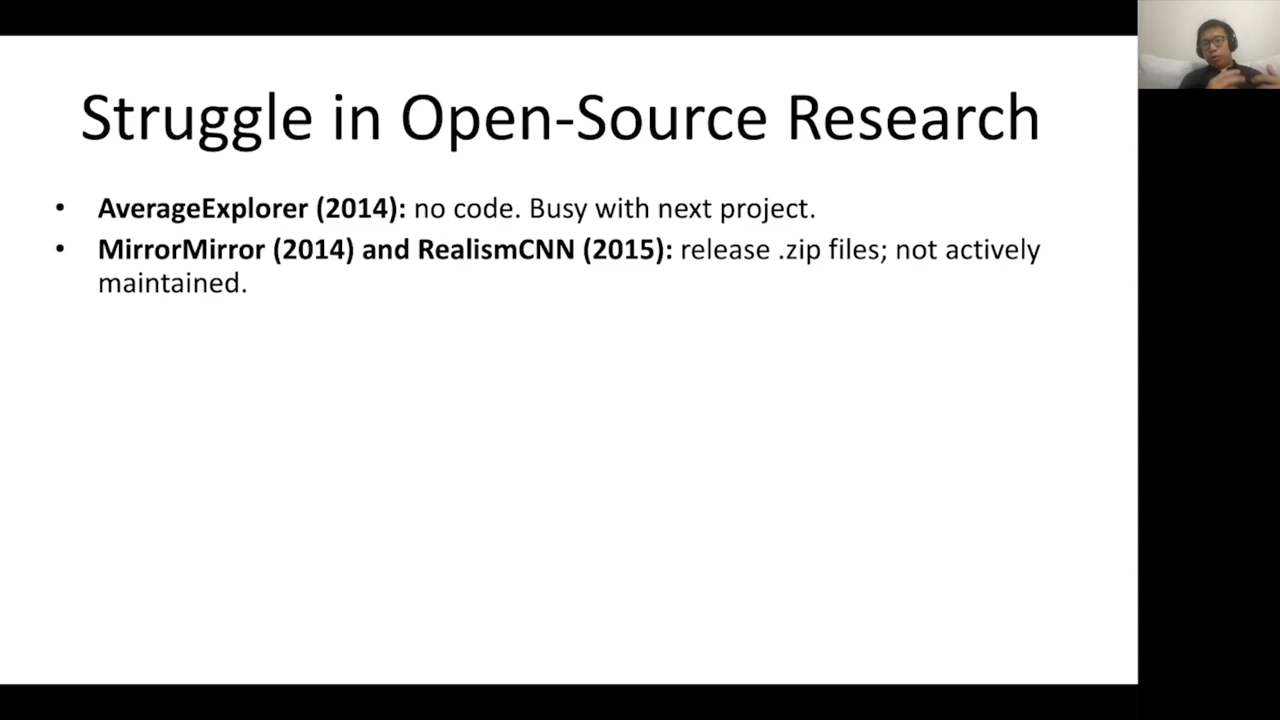 Struggle in Open-Source Research
• AverageExplorer (2014): no code. Busy with next project.
• MirrorMirror (2014) and RealismCNN (2015): release .zip files; not actively
maintained.